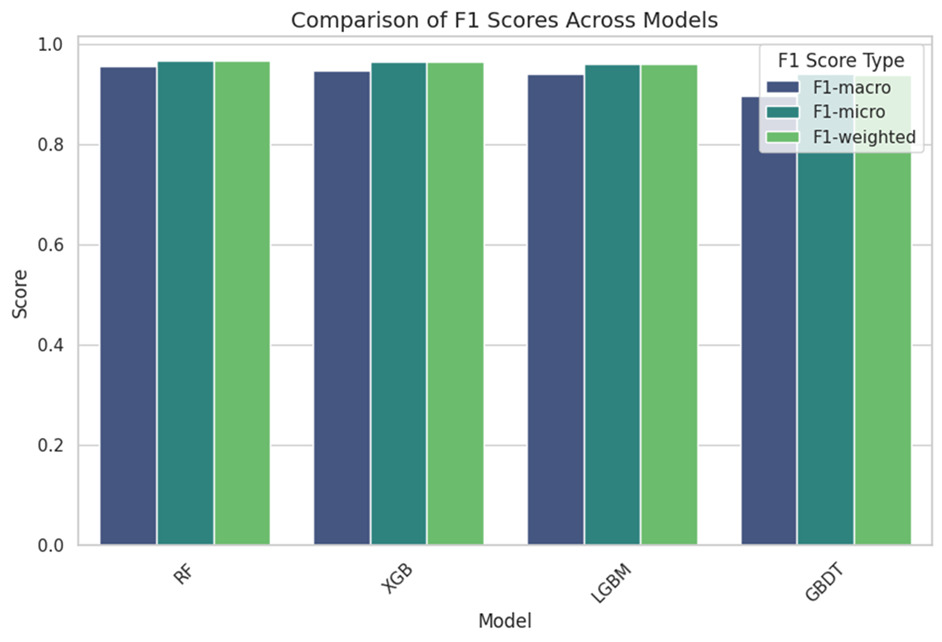 Comparison of F1 Scores Across Models
F1 Score Type
F1-macro
F1-micro
F1-weighted
1.0
0.8
0.6
0.4
0.2
0.0
Score
RF
XGB
LGBM
GBDT
Model